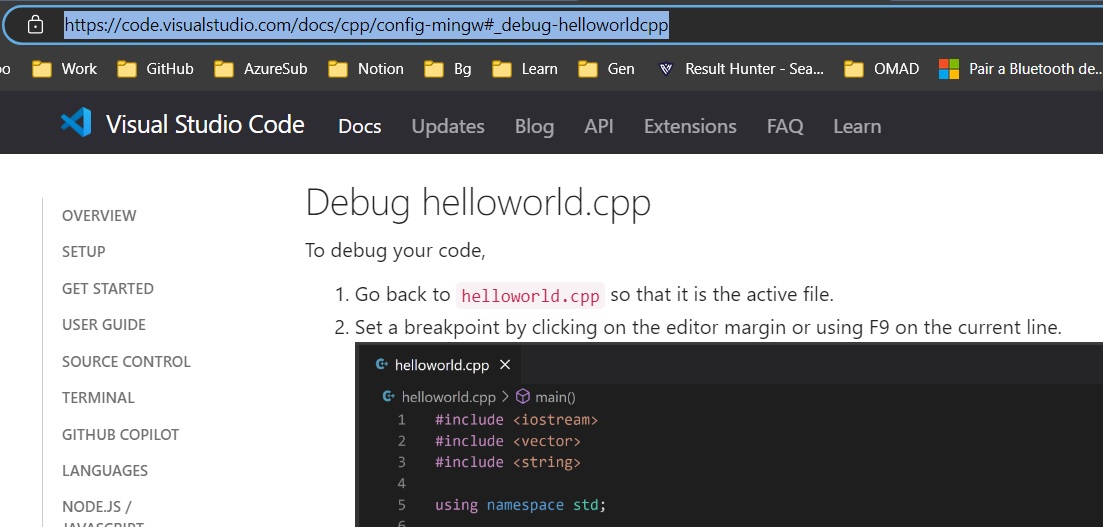 https://code.visualstudio.com/docs/cpp/config-mingw#_debug-helloworldcpp
Work GitHub AzureSub Notion Bg Learn Gen Result Hunter - Sea... OMAD Pair a Bluetooth de...
Visual Studio Code Docs Updates Blog API Extensions FAQ Learn
OVERVIEW
SETUP
GET STARTED
USER GUIDE
SOURCE CONTROL
TERMINAL
GITHUB COPILOT
LANGUAGES
NODE.JS /
JAVASCRIPT
Debug helloworld.cpp
To debug your code,
1. Go back to helloworld.cpp so that it is the active file.
2. Set a breakpoint by clicking on the editor margin or using F9 on the current line.
helloworld.cpp ×
helloworld.cpp > main()
1 #include <iostream>
2 #include <vector>
3 #include <string>
4
5 using namespace std;
6